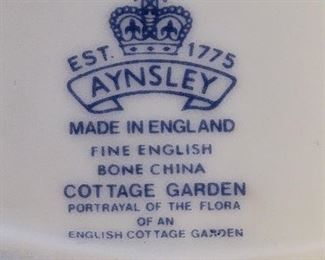 EST. 1775
AYNSLEY
MADE IN ENGLAND
FINE ENGLISH
BONE CHINA
COTTAGE GARDEN
PORTRAYAL OF THE FLORA
OF AN
ENGLISH COTTAGE GARDEN